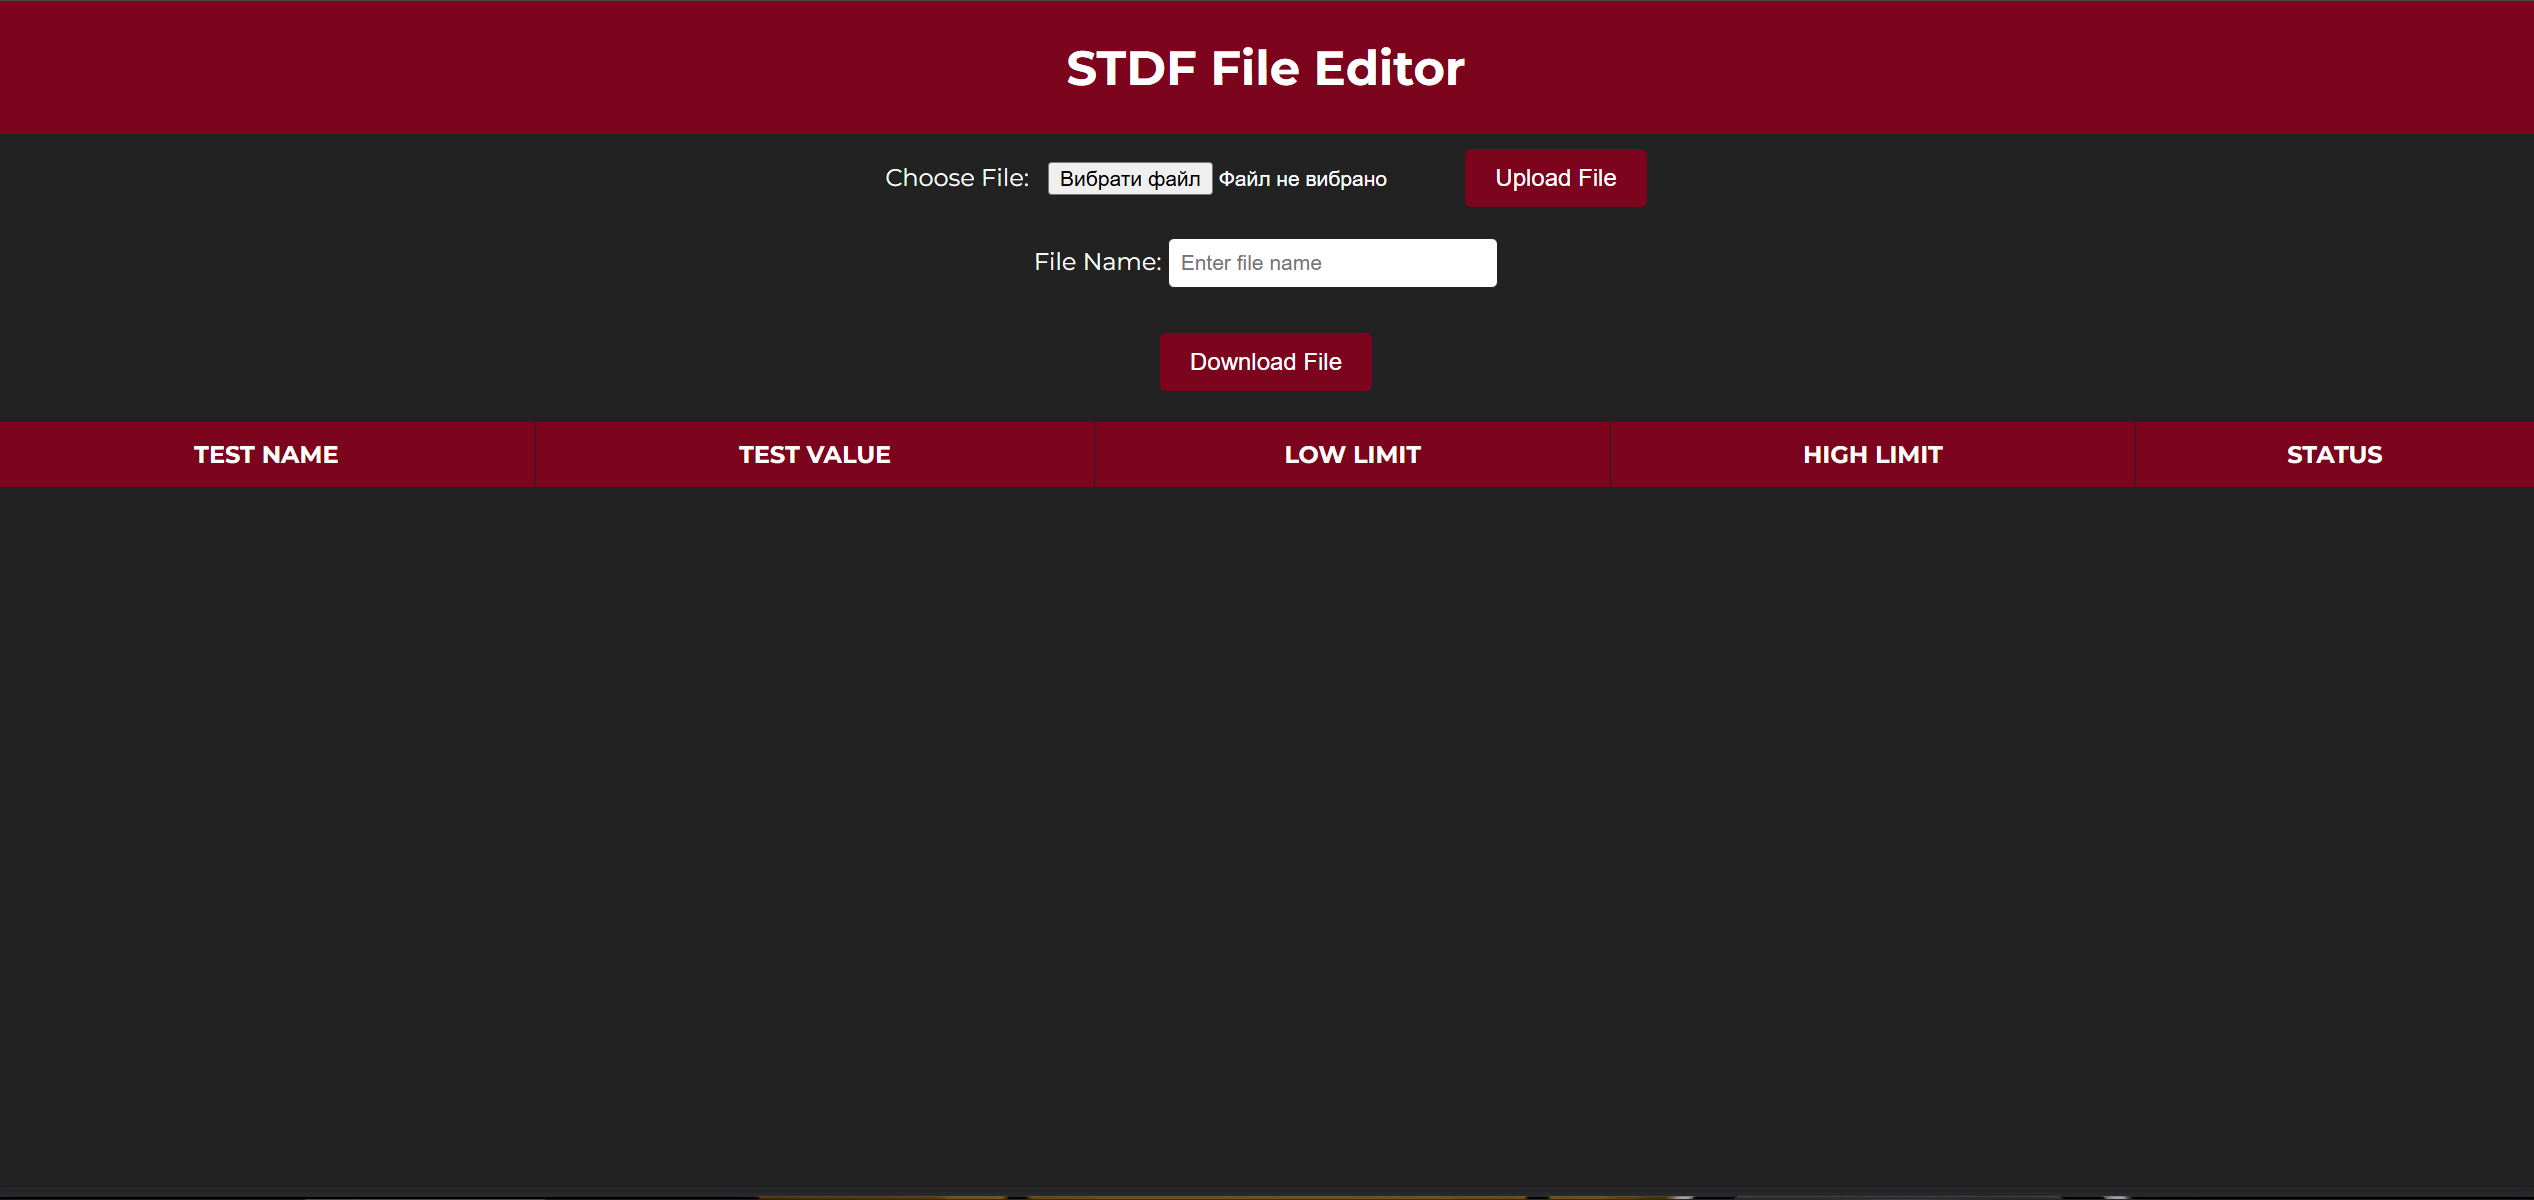 STDF File Editor
Choose File: Вибрати файл Файл не вибрано Upload File
File Name: Enter file name
Download File
TEST NAME TEST VALUE LOW LIMIT HIGH LIMIT STATUS